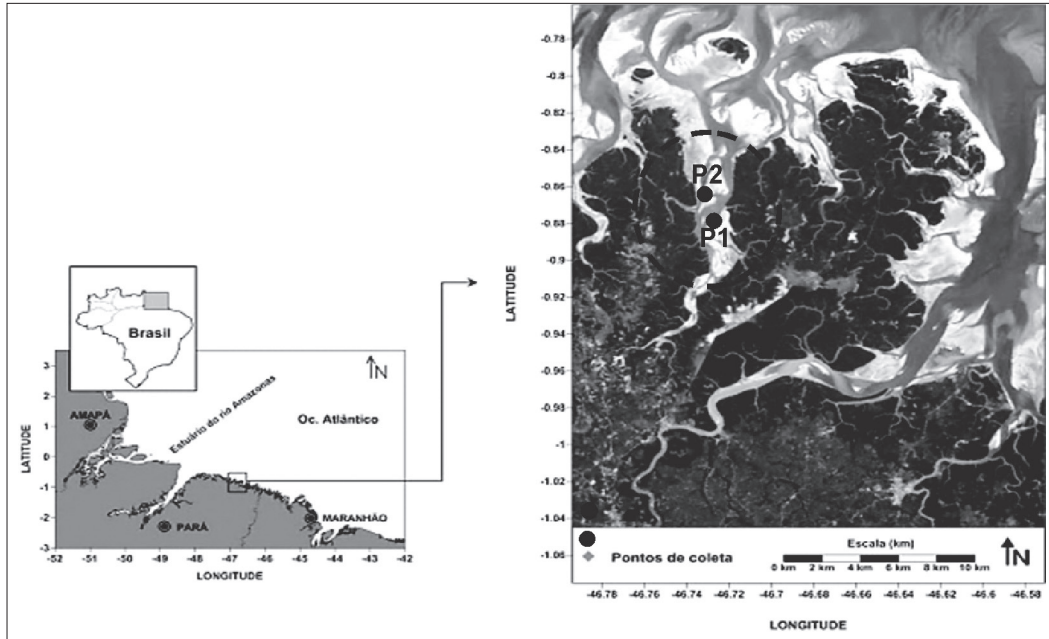 Brasil
N
Estuário do rio Amazonas
Oc. Atlântico
AMAPÁ
PARÁ
MARANHÃO
LATITUDE
3
2
1
0
-1
-2
-3
-52 -51 -50 -49 -48 -47 -46 -45 -44 -43 -42
LONGITUDE
LATITUDE
-0.78
-0.8
-0.82
-0.84
-0.86
-0.88
-0.9
-0.92
-0.94
-0.96
-0.98
-1
-1.02
-1.04
-1.06
P2
P1
Pontos de coleta
Escala (km)
0 km 2 km 4 km 6 km 8 km 10 km
N
-46.78 -46.76 -46.74 -46.72 -46.7 -46.68 -46.66 -46.64 -46.62 -46.6 -46.58
LONGITUDE